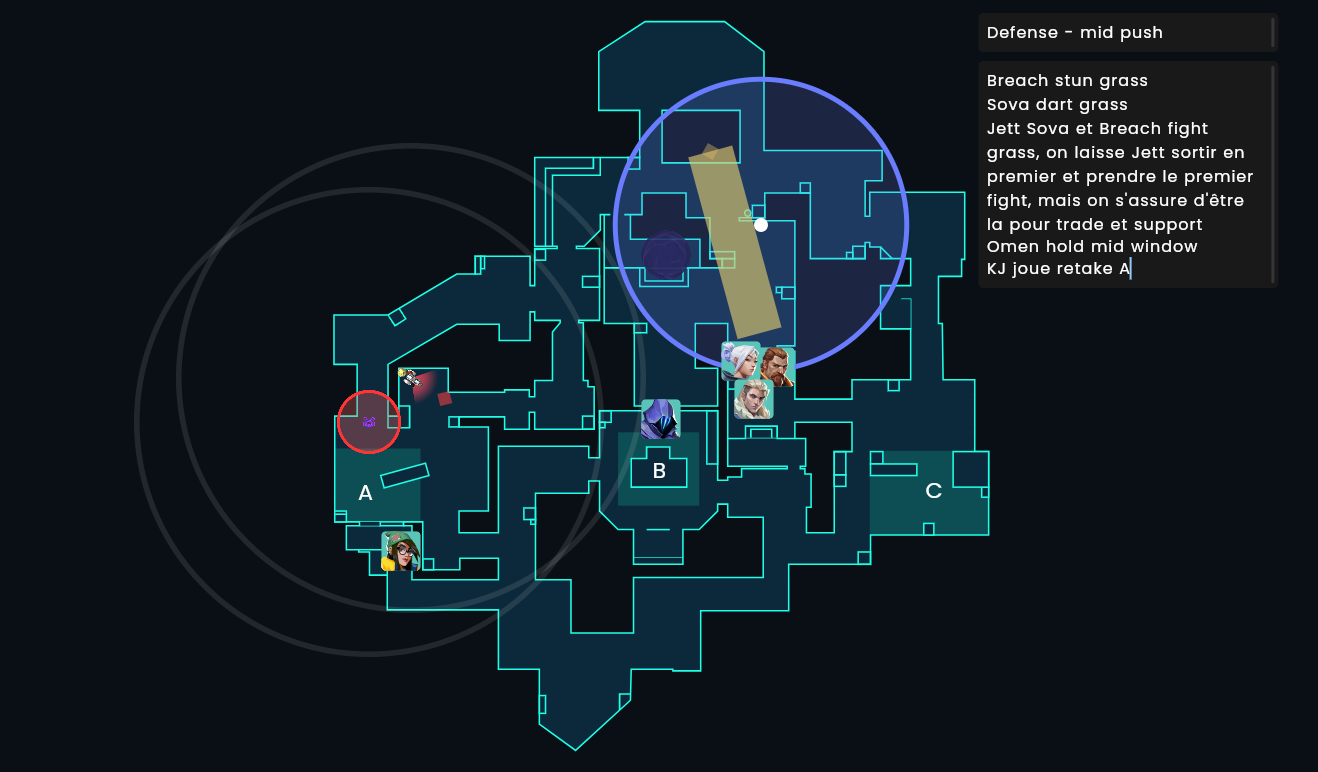 Defense - mid push
Breach stun grass
Sova dart grass
Jett Sova et Breach fight
grass, on laisse Jett sortir en
premier et prendre le premier
fight, mais on s'assure d'être
la pour trade et support
Omen hold mid window
KJ joue retake A
A
B
C